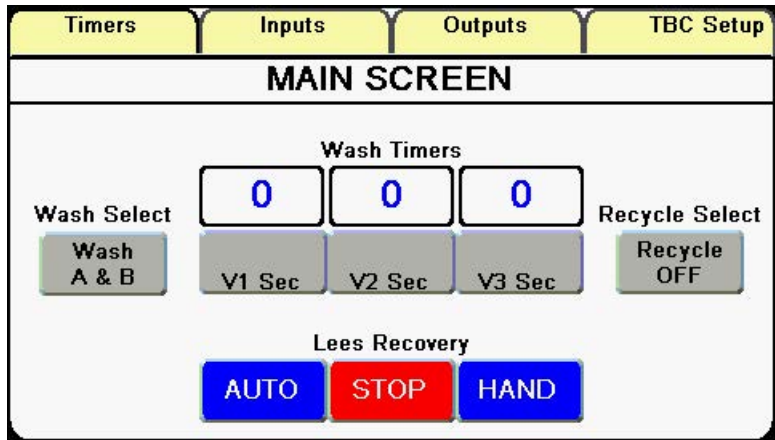 Timers Inputs Outputs TBC Setup
MAIN SCREEN
Wash Timers
0 0 0
Wash Select
Recycle Select
Wash
A & B
V1 Sec V2 Sec V3 Sec
Recycle
OFF
Lees Recovery
AUTO STOP HAND